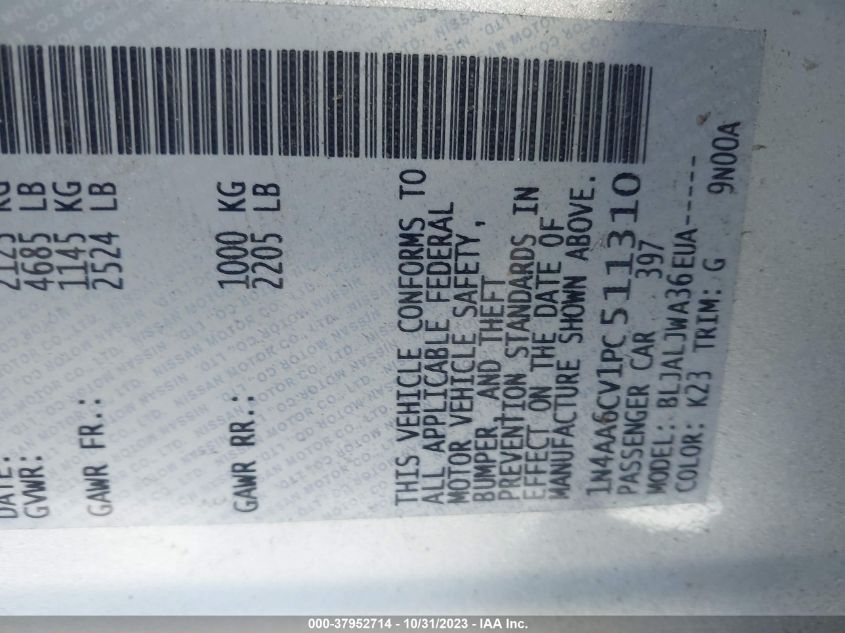 DATE:
GVWR: 2125 KG
4685 LB
GAWR FR.: 1145 KG
2524 LB
GAWR RR.: 1000 KG
2205 LB
THIS VEHICLE CONFORMS TO
ALL APPLICABLE FEDERAL
MOTOR VEHICLE SAFETY,
BUMPER, AND THEFT
PREVENTION STANDARDS IN
EFFECT ON THE DATE OF
MANUFACTURE SHOWN ABOVE.
1N4AA6CV1PC511310
PASSENGER CAR 397
MODEL: BLJALJWA36EUA-----
COLOR: K23 TRIM: G 9N00A
000-37952714 - 10/31/2023 - IAA Inc.